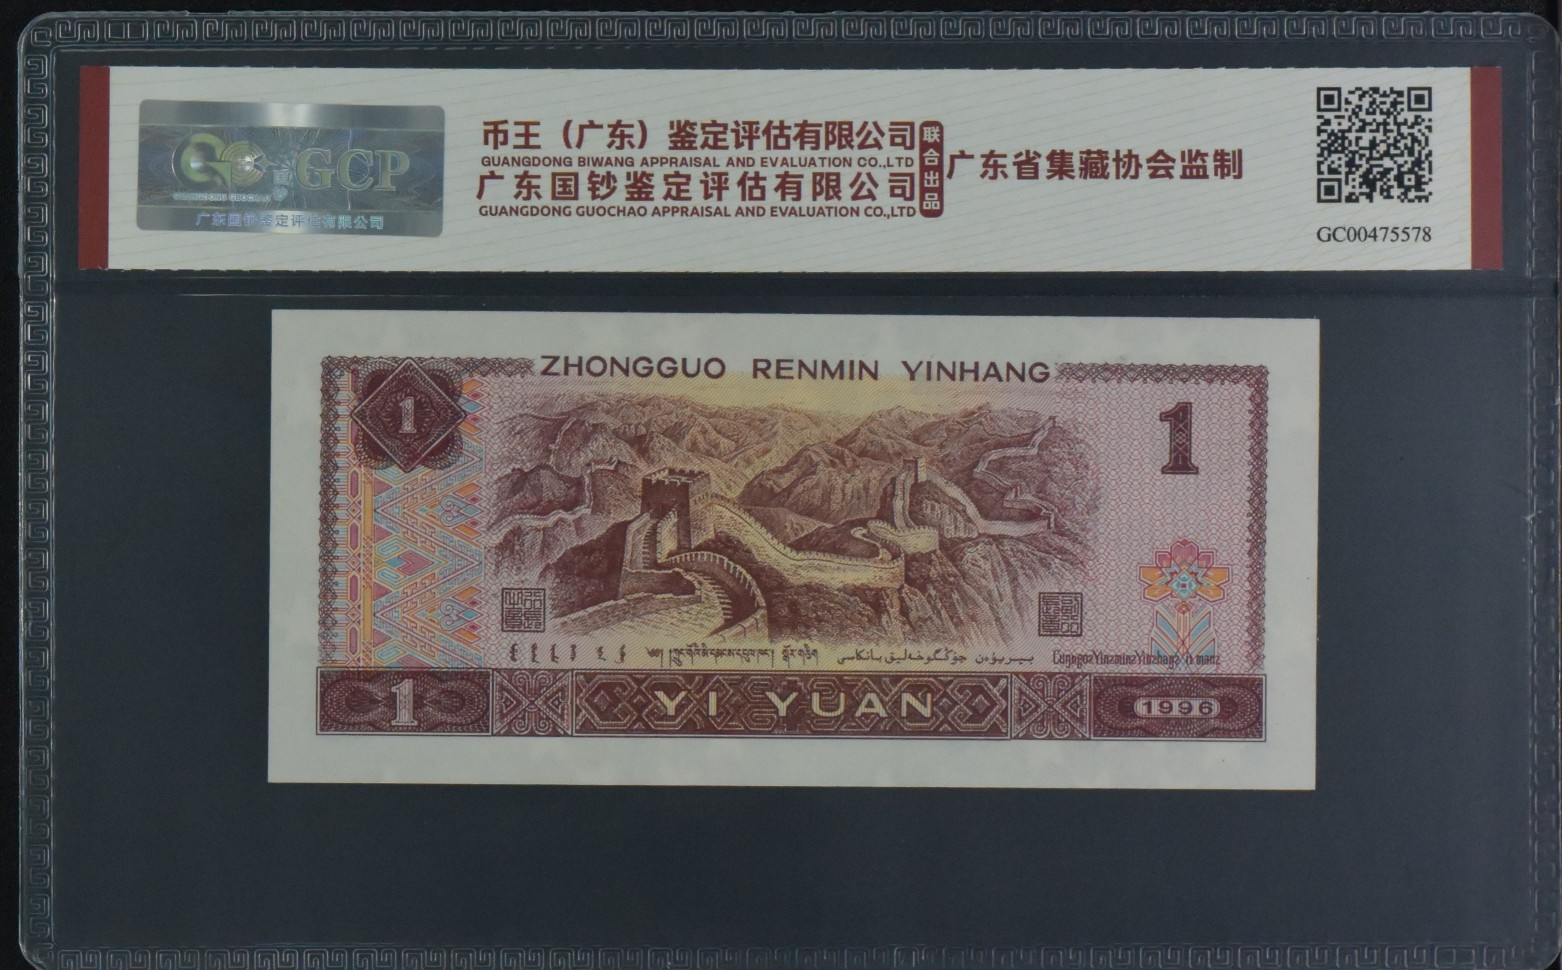 GCP
广东国钞鉴定评估有限公司
币王（广东）鉴定评估有限公司
GUANGDONG BIWANG APPRAISAL AND EVALUATION CO.,LTD
广东国钞鉴定评估有限公司
GUANGDONG GUOCHAO APPRAISAL AND EVALUATION CO.,LTD
联合出品
广东省集藏协会监制
GC00475578
ZHONGGUO RENMIN YINHANG
1
1
1
YI YUAN
1996